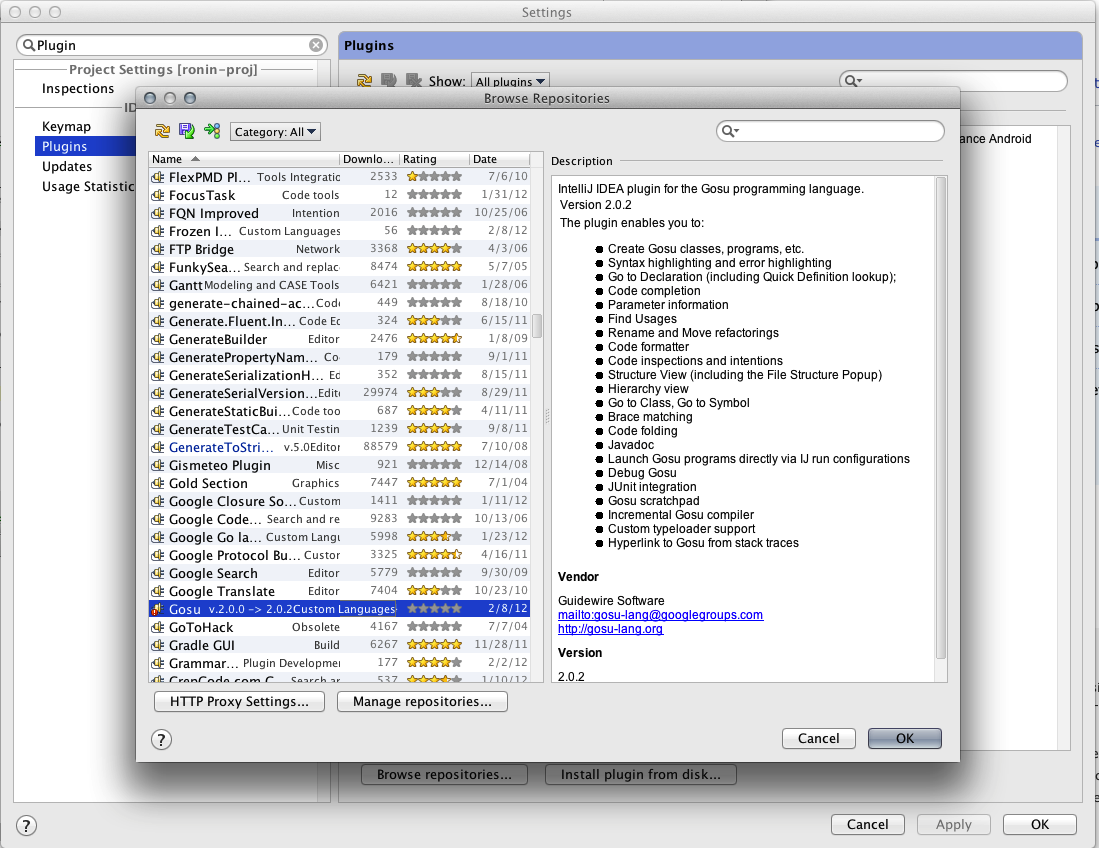 Settings
Plugin
Project Settings [ronin-proj]
Inspections
Keymap
Plugins
Updates
Usage Statistic
Plugins
Show: All plugins
ance Android
Browse Repositories
Category: All
Name Downlo... Rating Date
FlexPMD Pl... Tools Integratio 2533 7/6/10
FocusTask Code tools 12 1/31/12
FQN Improved Intention 2016 10/25/06
Frozen I... Custom Languages 56 2/8/12
FTP Bridge Network 3368 4/3/06
FunkySea... Search and replac 8474 5/7/05
Gantt Modeling and CASE Tools 6421 1/28/06
generate-chained-ac... Code 449 8/18/10
Generate.Fluent.In... Code Ec 324 6/15/11
GenerateBuilder Editor 2476 1/8/09
GeneratePropertyNam... Co 179 9/1/11
GenerateSerializationH... Ed 352 8/15/11
GenerateSerialVersion... Edito 29974 8/29/11
GenerateStaticBui... Code too 687 4/11/11
GenerateTestCa... Unit Testin 1239 9/8/11
GenerateToStri... v.5.0Editor 88579 7/10/08
Gismeteo Plugin Misc 921 12/14/08
Gold Section Graphics 7447 7/1/04
Google Closure So... Custom 1411 1/11/12
Google Code... Search and re 9283 10/13/06
Google Go la... Custom Langu 5998 1/23/12
Google Protocol Bu... Custor 3325 4/16/11
Google Search Editor 5779 9/30/09
Google Translate Editor 7404 10/23/10
Gosu v.2.0.0 -> 2.0.2Custom Languages 2/8/12
GoToHack Obsolete 4167 7/7/04
Gradle GUI Build 6267 11/28/11
Grammar... Plugin Developmer 177 2/2/12
GrepCode.com C... Search ar 537 1/10/12
Description
IntelliJ IDEA plugin for the Gosu programming language.
Version 2.0.2
The plugin enables you to:
Create Gosu classes, programs, etc.
Syntax highlighting and error highlighting
Go to Declaration (including Quick Definition lookup);
Code completion
Parameter information
Find Usages
Rename and Move refactorings
Code formatter
Code inspections and intentions
Structure View (including the File Structure Popup)
Hierarchy view
Go to Class, Go to Symbol
Brace matching
Code folding
Javadoc
Launch Gosu programs directly via IJ run configurations
Debug Gosu
JUnit integration
Gosu scratchpad
Incremental Gosu compiler
Custom typeloader support
Hyperlink to Gosu from stack traces
Vendor
Guidewire Software
mailto:gosu-lang@googlegroups.com
http://gosu-lang.org
Version
2.0.2
HTTP Proxy Settings... Manage repositories...
? Cancel OK
Browse repositories... Install plugin from disk...
? Cancel Apply OK